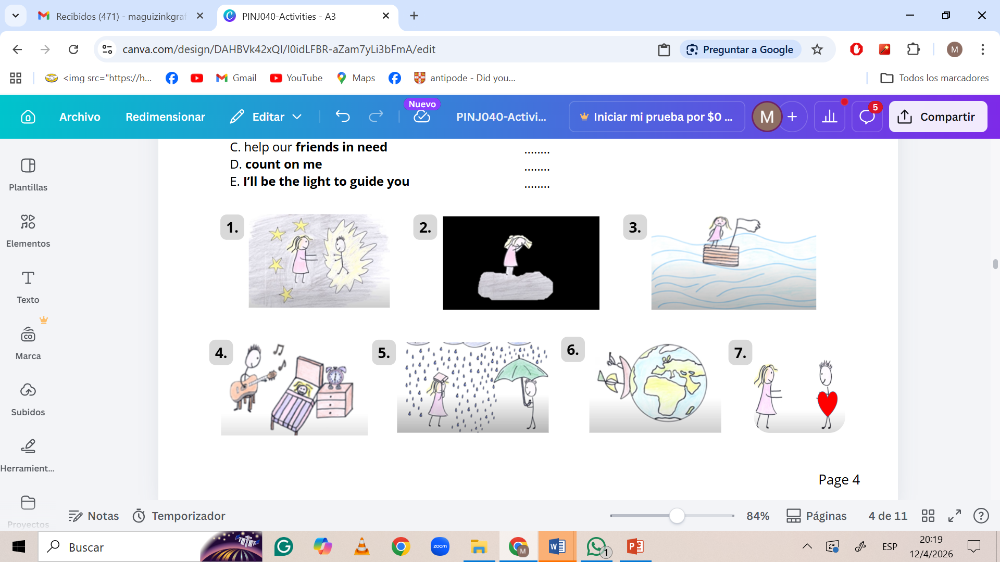 Recibidos (471) - maguizinkgraf
PINJ040-Activities - A3
canva.com/design/DAHBVk42xQI/I0idLFBR-aZam7yLi3bFmA/edit
Preguntar a Google
M
<img src="https://h...
Gmail
YouTube
Maps
antipode - Did you...
Todos los marcadores
Archivo
Redimensionar
Editar
Nuevo
PINJ040-Activi...
Iniciar mi prueba por $0 ...
M
5
Compartir
Plantillas
Elementos
Texto
Marca
Subidos
Herramient...
Proyectos
C. help our friends in need ........
D. count on me ........
E. I'll be the light to guide you ........
1.
2.
3.
4.
5.
6.
7.
Page 4
Notas
Temporizador
84%
Páginas
4 de 11
Buscar
zoom
M
1
ESP
20:19
12/4/2026